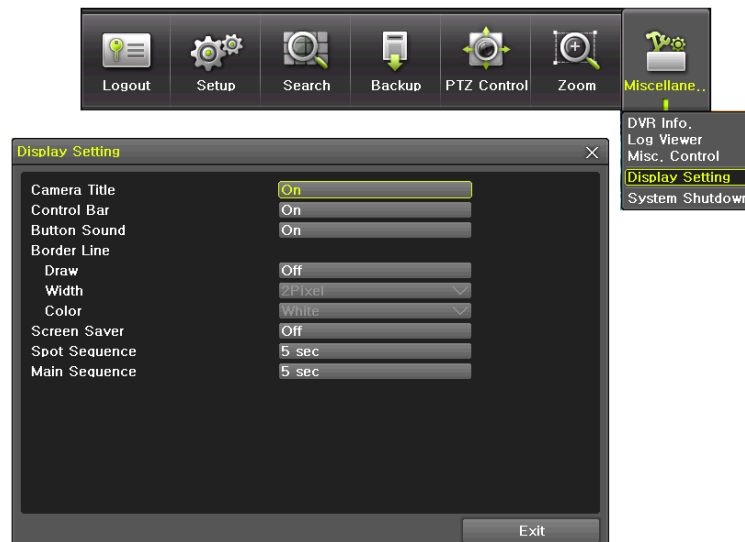 Logout Setup Search Backup PTZ Control Zoom Miscellane..
DVR Info.
Log Viewer
Misc. Control
Display Setting
System Shutdown
Display Setting
Camera Title On
Control Bar On
Button Sound On
Border Line
Draw Off
Width 2Pixel
Color White
Screen Saver Off
Spot Sequence 5 sec
Main Sequence 5 sec
Exit